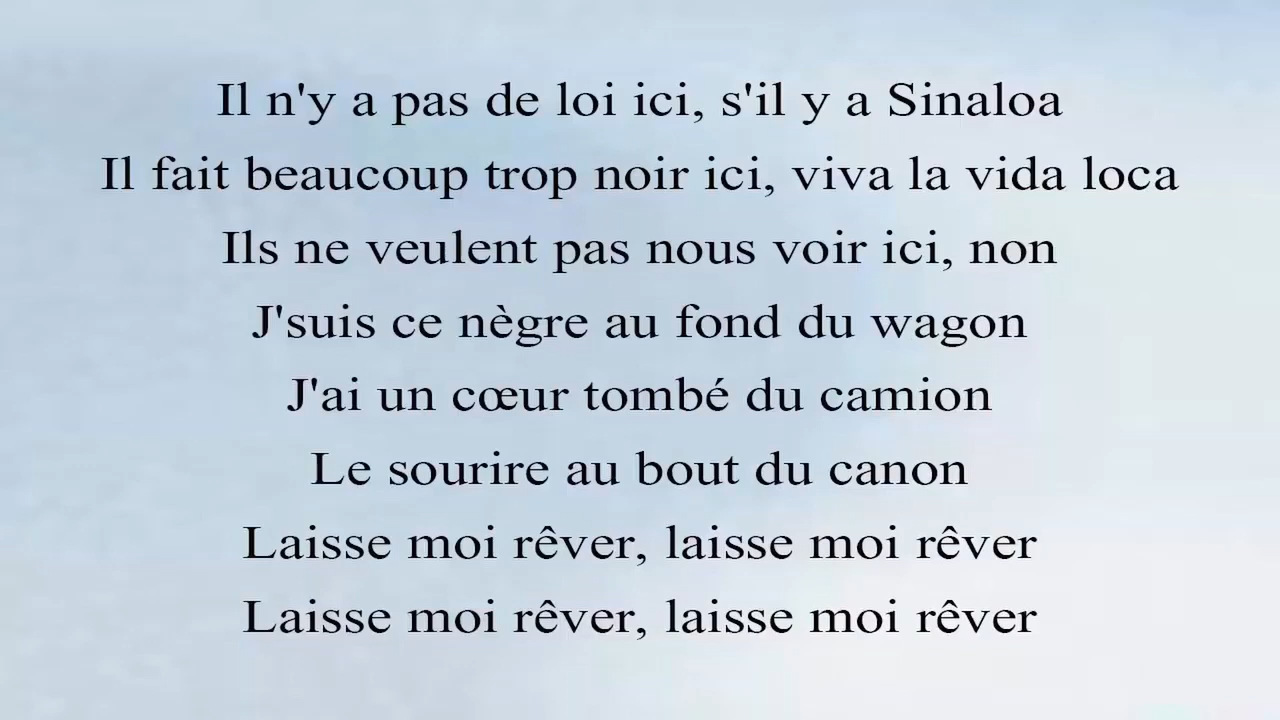 Il n'y a pas de loi ici, s'il y a Sinaloa
Il fait beaucoup trop noir ici, viva la vida loca
Ils ne veulent pas nous voir ici, non
J'suis ce nègre au fond du wagon
J'ai un cœur tombé du camion
Le sourire au bout du canon
Laisse moi rêver, laisse moi rêver
Laisse moi rêver, laisse moi rêver